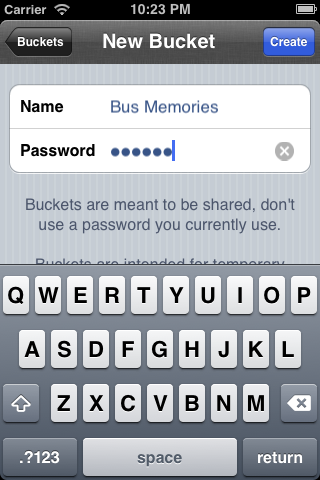 Carrier 10:23 PM
Buckets New Bucket Create
Name Bus Memories
Password ••••••
Buckets are meant to be shared, don't
use a password you currently use.
Buckets are intended for temporary
Q W E R T Y U I O P
A S D F G H J K L
Z X C V B N M
.?123 space return